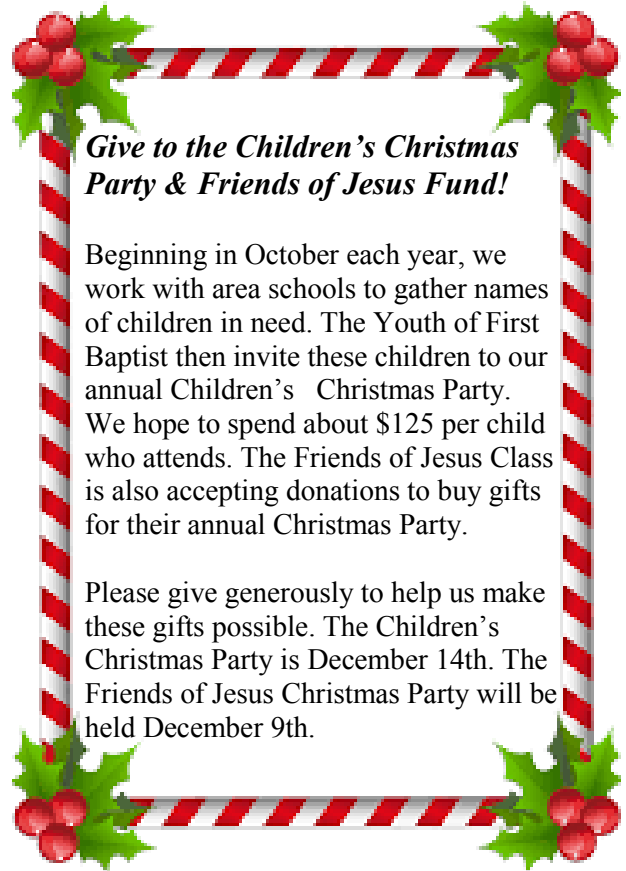 Give to the Children’s Christmas
Party & Friends of Jesus Fund!
Beginning in October each year, we
work with area schools to gather names
of children in need. The Youth of First
Baptist then invite these children to our
annual Children’s   Christmas Party.
We hope to spend about $125 per child
who attends. The Friends of Jesus Class
is also accepting donations to buy gifts
for their annual Christmas Party.
Please give generously to help us make
these gifts possible. The Children’s
Christmas Party is December 14th. The
Friends of Jesus Christmas Party will be
held December 9th.